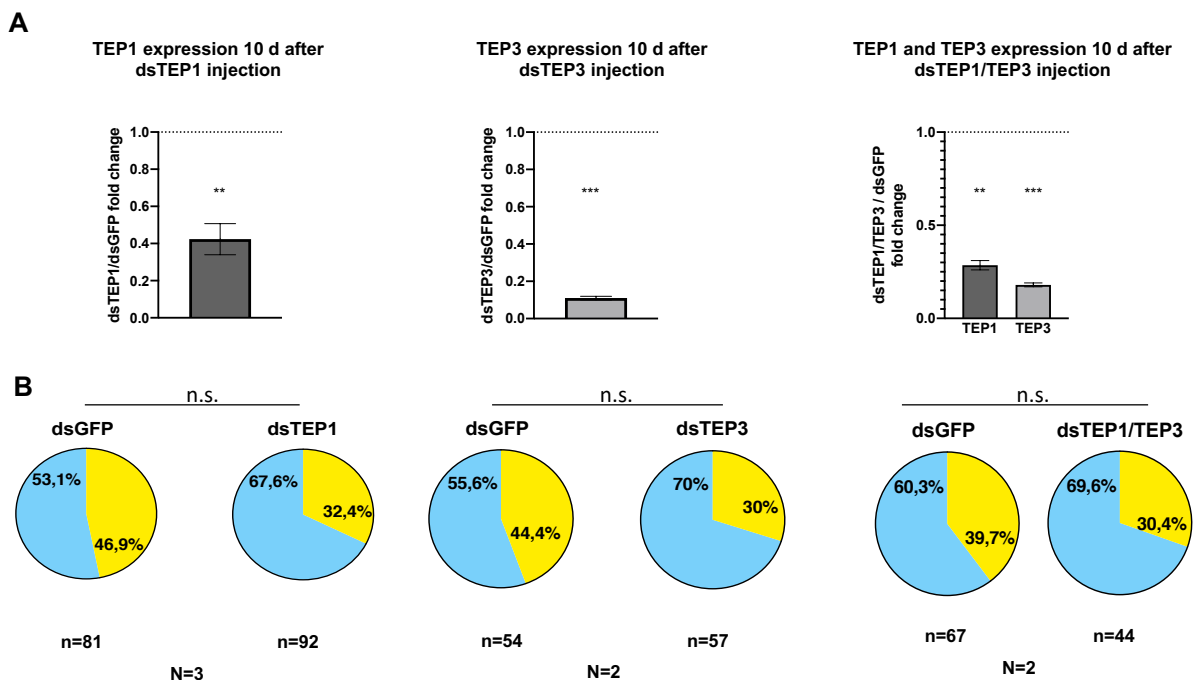 A
TEP1 expression 10 d after
dsTEP1 injection
TEP3 expression 10 d after
dsTEP3 injection
TEP1 and TEP3 expression 10 d after
dsTEP1/TEP3 injection
dsTEP1/dsGFP fold change
1.0
0.8
0.6
0.4
0.2
0.0
**
dsTEP3/dsGFP fold change
1.0
0.8
0.6
0.4
0.2
0.0
***
dsTEP1/TEP3 / dsGFP
fold change
1.0
0.5
0.0
**
***
TEP1
TEP3
B
n.s.
dsGFP
dsTEP1
53,1%
46,9%
67,6%
32,4%
n=81
n=92
N=3
n.s.
dsGFP
dsTEP3
55,6%
44,4%
70%
30%
n=54
n=57
N=2
n.s.
dsGFP
dsTEP1/TEP3
60,3%
39,7%
69,6%
30,4%
n=67
n=44
N=2